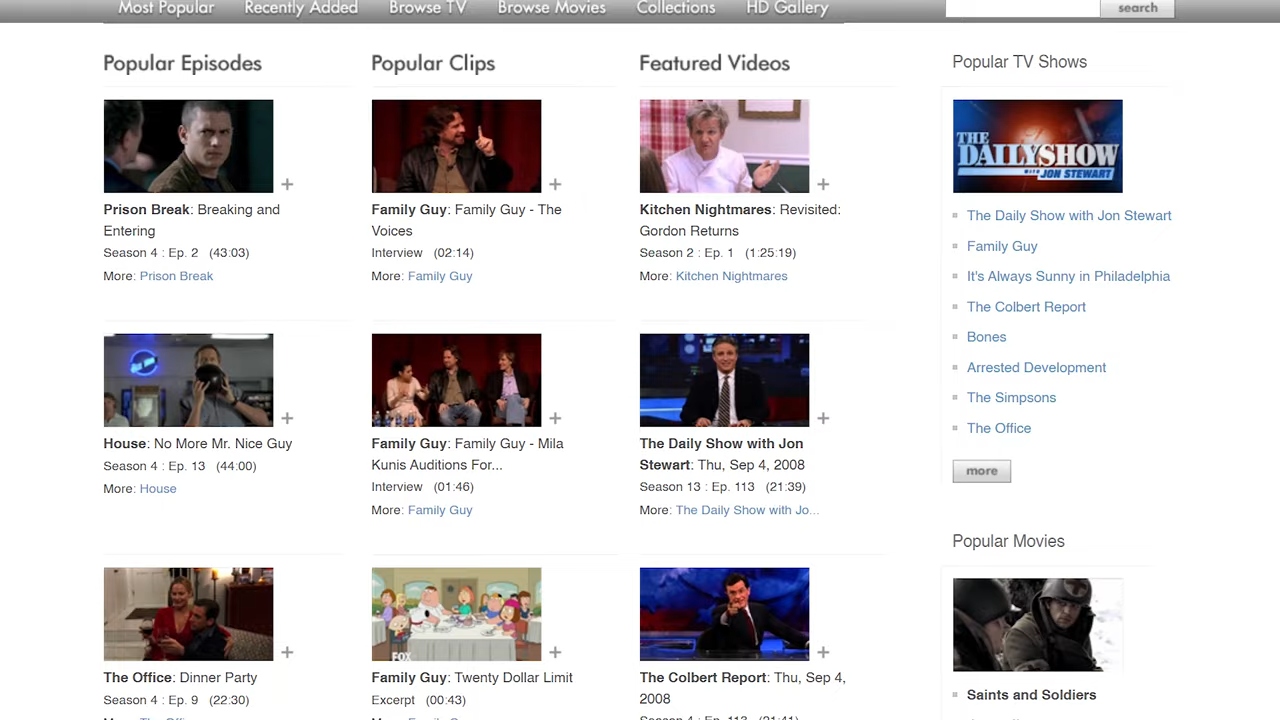 Most Popular
Recently Added
Browse TV
Browse Movies
Collections
HD Gallery
search
Popular Episodes
Prison Break: Breaking and
Entering
Season 4 : Ep. 2 (43:03)
More: Prison Break
House: No More Mr. Nice Guy
Season 4 : Ep. 13 (44:00)
More: House
The Office: Dinner Party
Season 4 : Ep. 9 (22:30)
Popular Clips
Family Guy: Family Guy - The
Voices
Interview (02:14)
More: Family Guy
Family Guy: Family Guy - Mila
Kunis Auditions For...
Interview (01:46)
More: Family Guy
FOX
Family Guy: Twenty Dollar Limit
Excerpt (00:43)
Featured Videos
Kitchen Nightmares: Revisited:
Gordon Returns
Season 2 : Ep. 1 (1:25:19)
More: Kitchen Nightmares
The Daily Show with Jon
Stewart: Thu, Sep 4, 2008
Season 13 : Ep. 113 (21:39)
More: The Daily Show with Jo...
The Colbert Report: Thu, Sep 4,
2008
Popular TV Shows
THE
DAILY SHOW
WITH JON STEWART
The Daily Show with Jon Stewart
Family Guy
It's Always Sunny in Philadelphia
The Colbert Report
Bones
Arrested Development
The Simpsons
The Office
more
Popular Movies
Saints and Soldiers